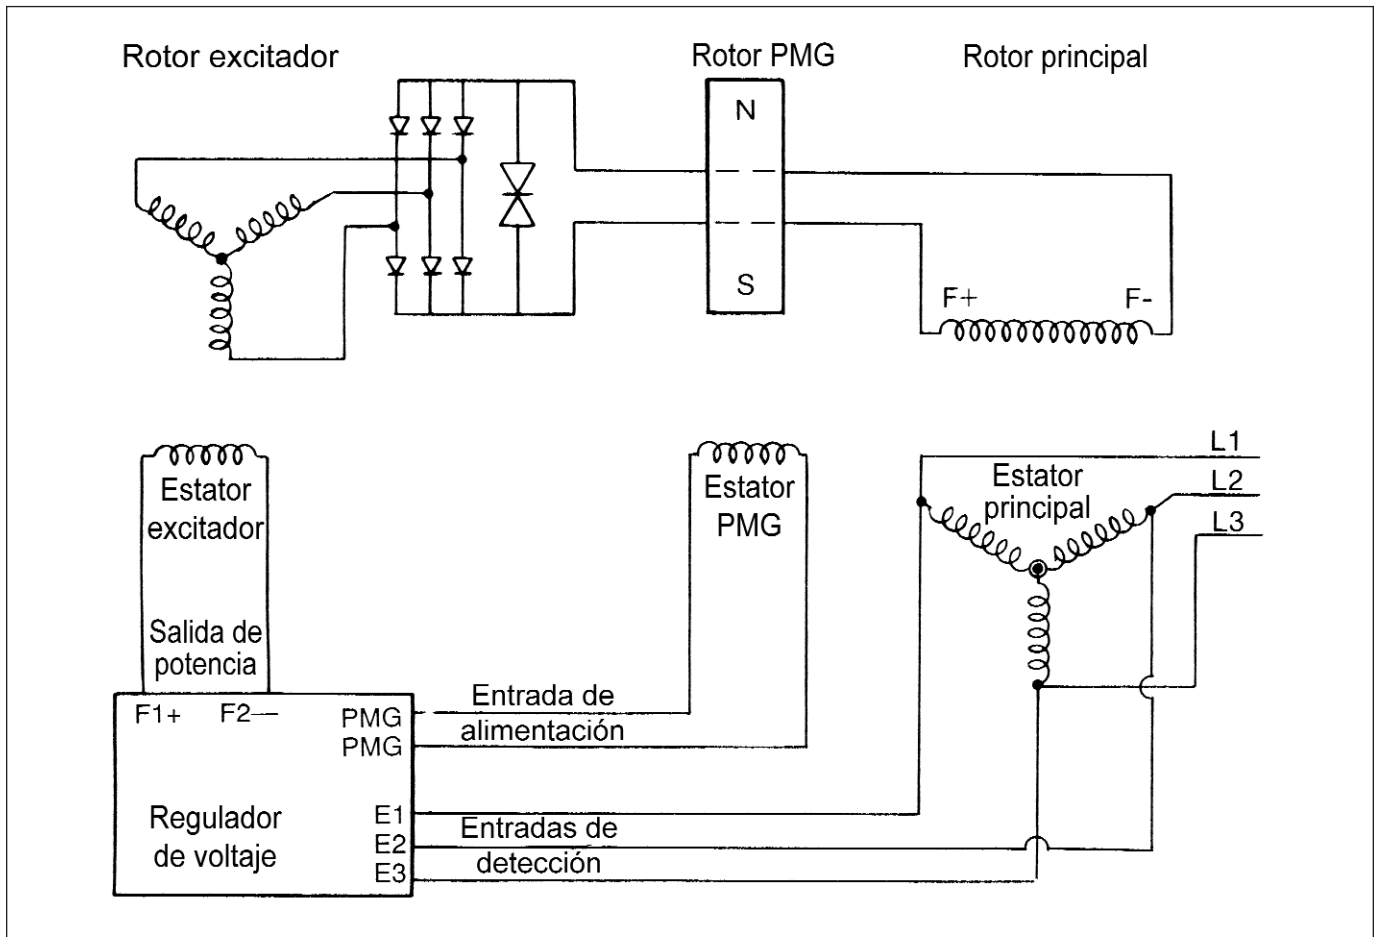 Rotor excitador
Rotor PMG
Rotor principal
N
S
F+
F-
Estator
excitador
Estator
PMG
Estator
principal
L1
L2
L3
Salida de
potencia
F1+
F2—
PMG
PMG
Entrada de
alimentación
Regulador
de voltaje
E1
E2
E3
Entradas de
detección